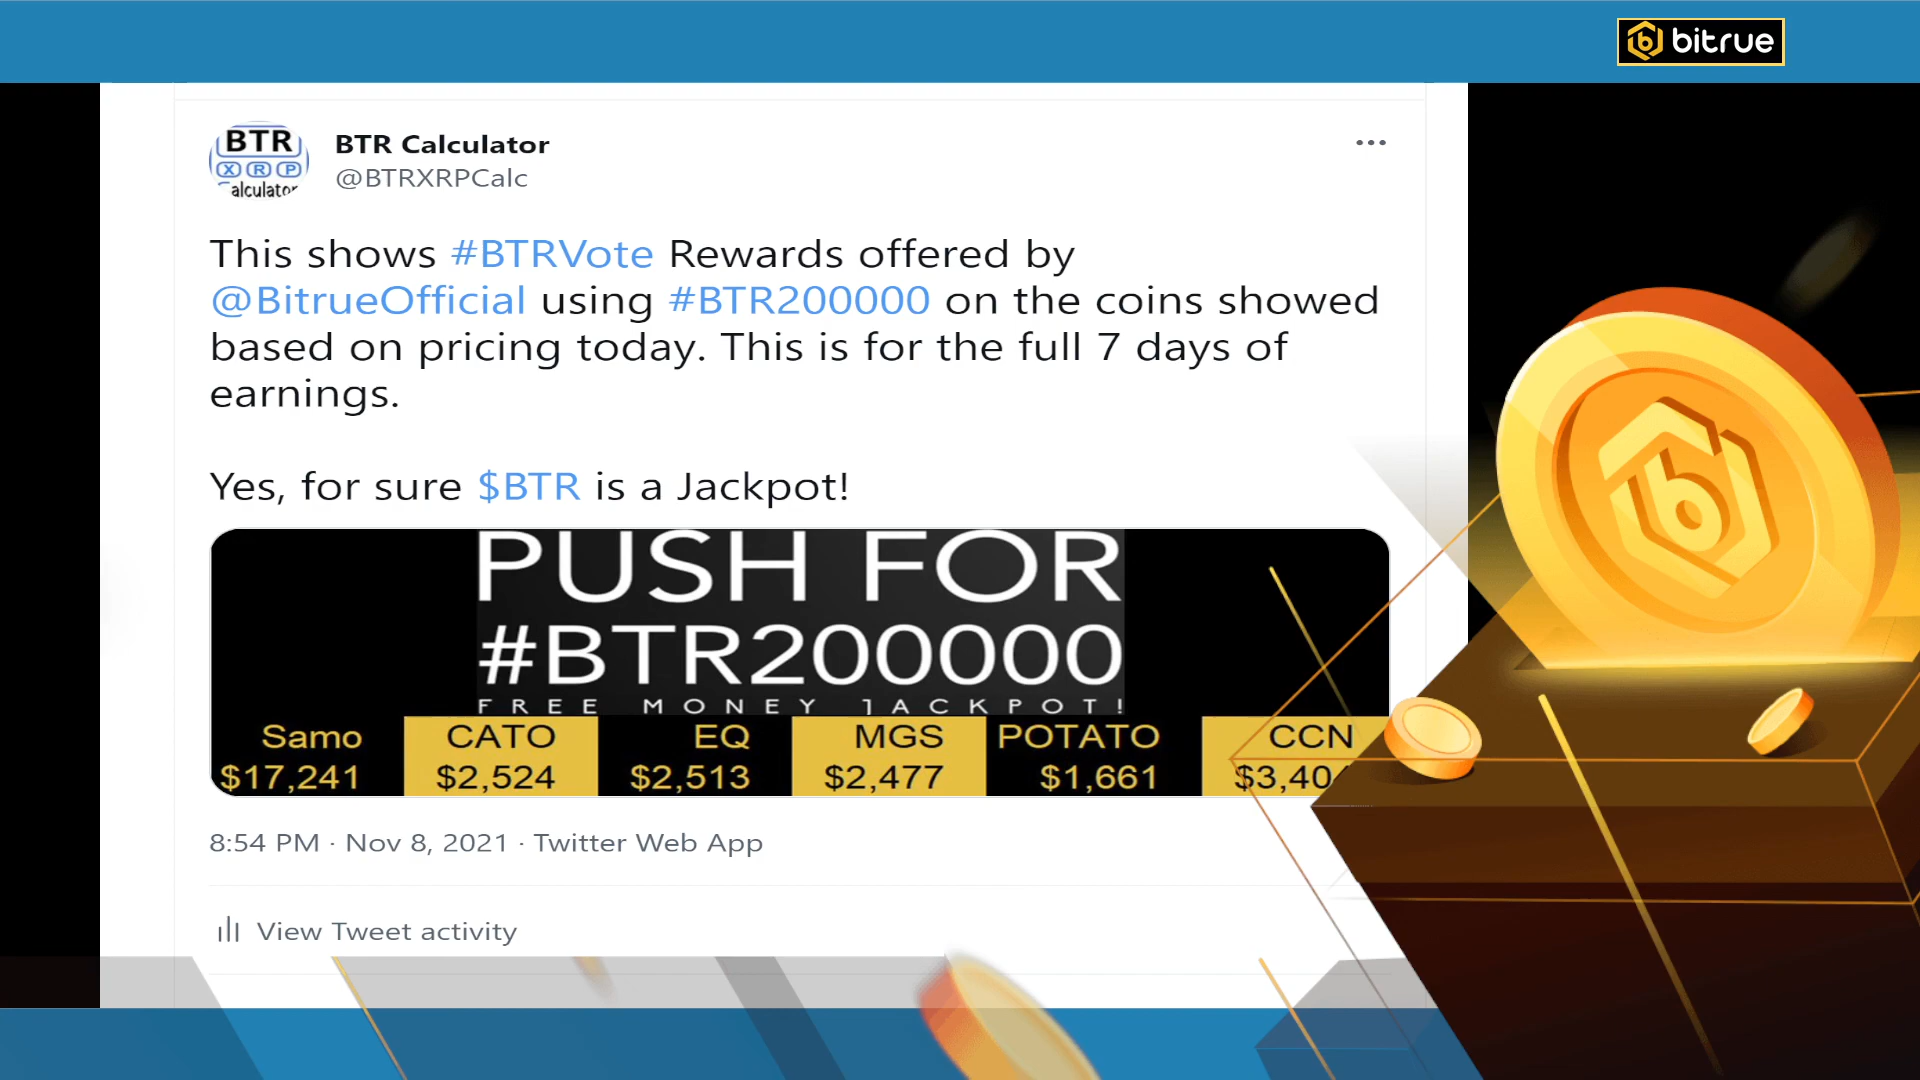 bitrue
BTR
X R P
alculator
BTR Calculator
@BTRXRPCalc
This shows #BTRVote Rewards offered by
@BitrueOfficial using #BTR200000 on the coins showed
based on pricing today. This is for the full 7 days of
earnings.
Yes, for sure $BTR is a Jackpot!
PUSH FOR
#BTR200000
FREE MONEY JACKPOT!
Samo CATO EQ MGS POTATO CCN
$17,241 $2,524 $2,513 $2,477 $1,661
8:54 PM · Nov 8, 2021 · Twitter Web App
View Tweet activity